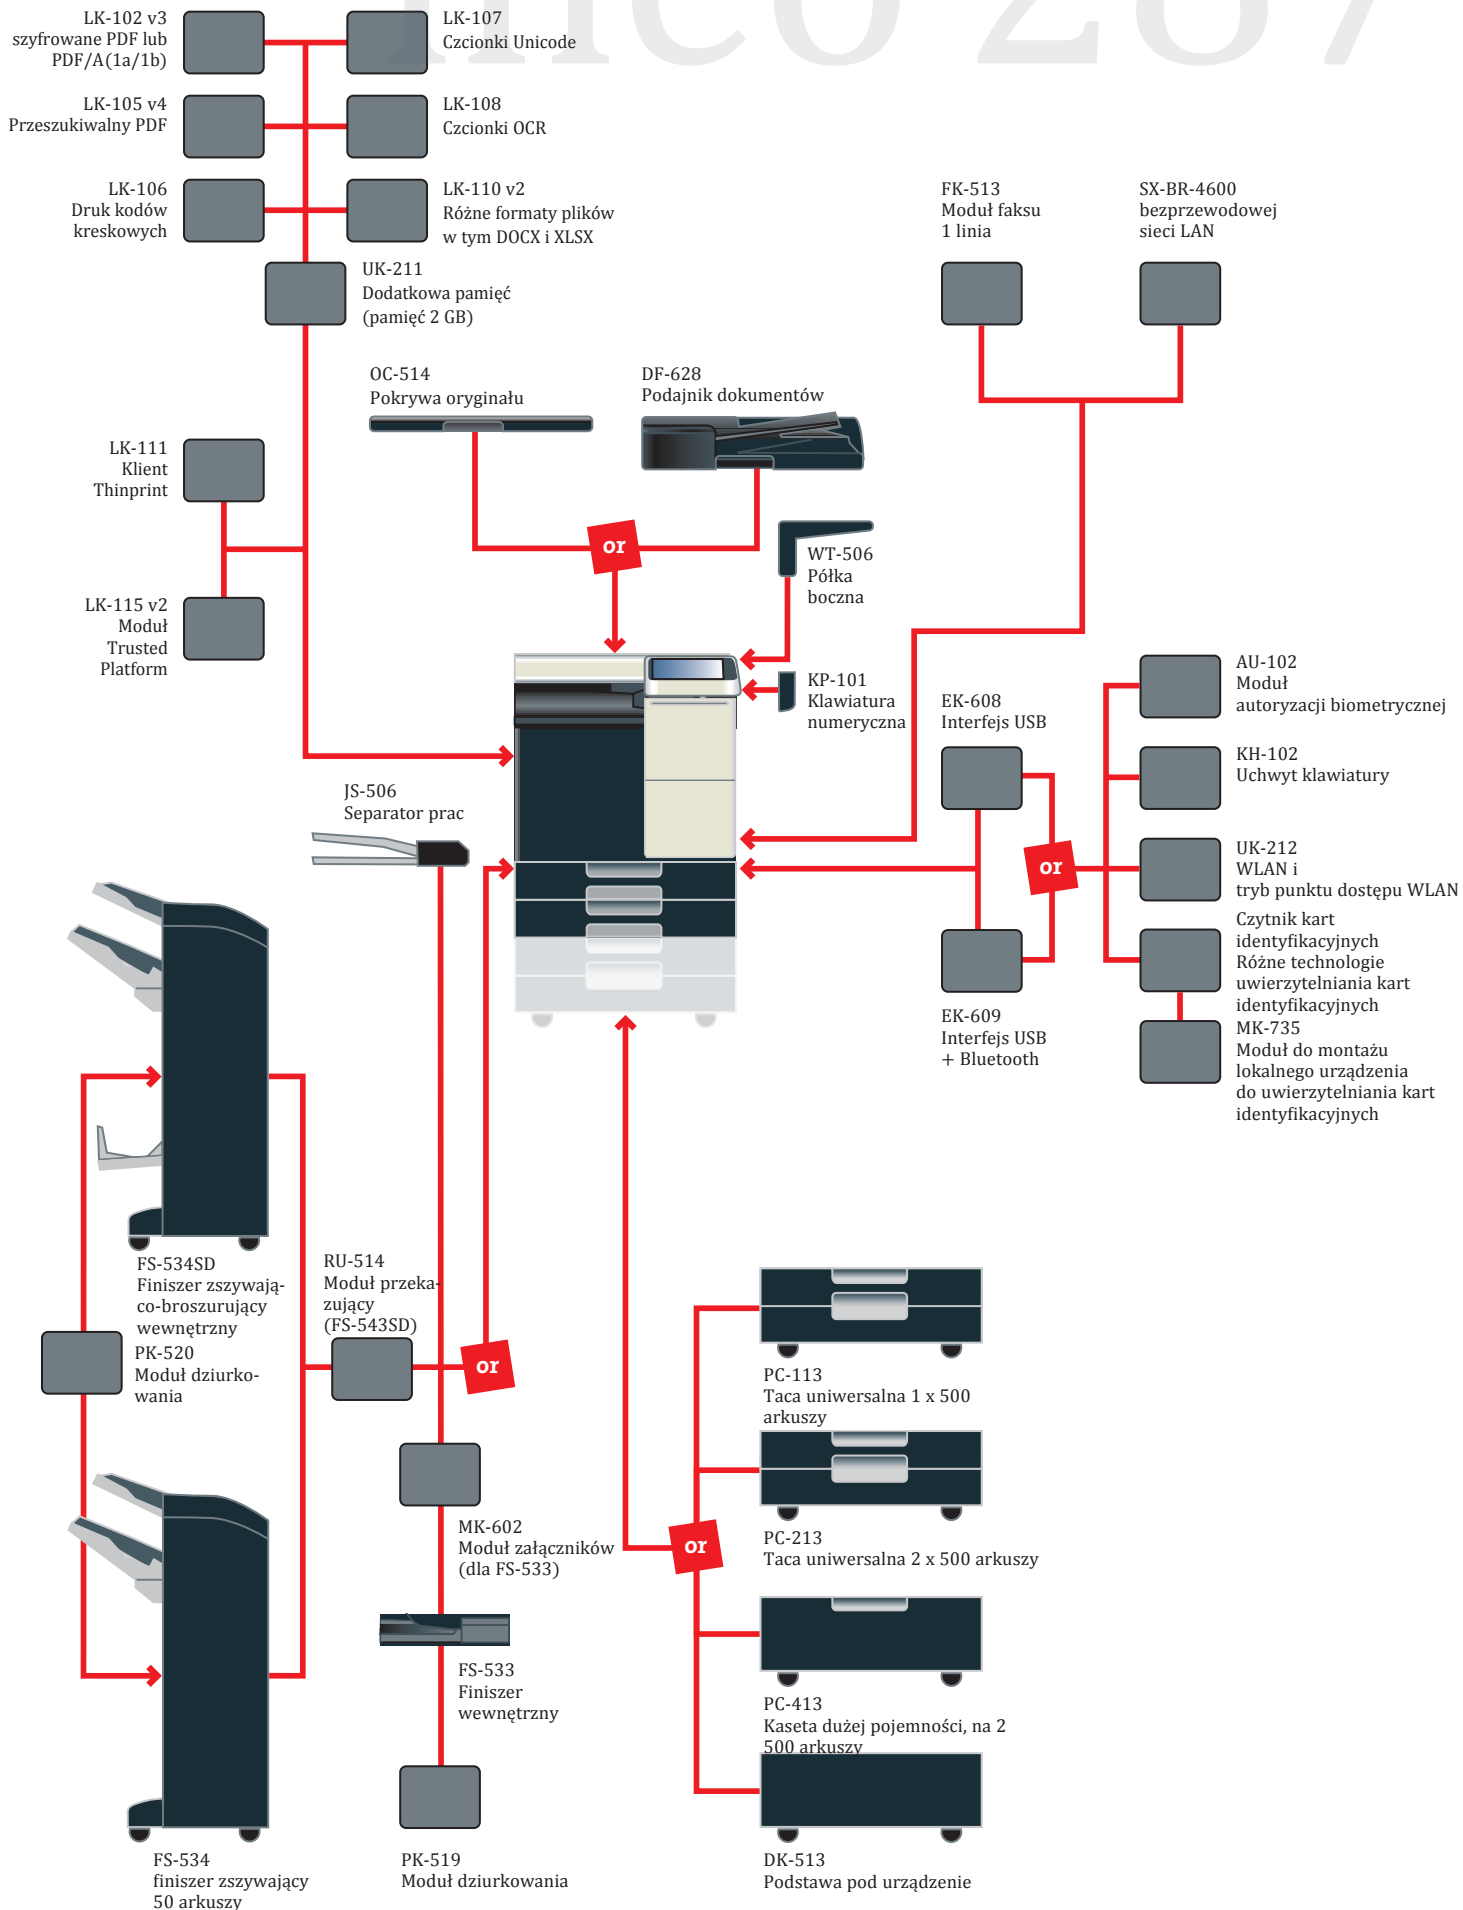 ineo 287
LK-102 v3
szyfrowane PDF lub
PDF/A(1a/1b)
LK-107
Czcionki Unicode
LK-105 v4
Przeszukiwalny PDF
LK-108
Czcionki OCR
LK-106
Druk kodów
kreskowych
LK-110 v2
Różne formaty plików
w tym DOCX i XLSX
FK-513
Moduł faksu
1 linia
SX-BR-4600
bezprzewodowej
sieci LAN
UK-211
Dodatkowa pamięć
(pamięć 2 GB)
OC-514
Pokrywa oryginału
DF-628
Podajnik dokumentów
LK-111
Klient
Thinprint
or
WT-506
Półka
boczna
LK-115 v2
Moduł
Trusted
Platform
KP-101
Klawiatura
numeryczna
EK-608
Interfejs USB
AU-102
Moduł
autoryzacji biometrycznej
KH-102
Uchwyt klawiatury
JS-506
Separator prac
or
UK-212
WLAN i
tryb punktu dostępu WLAN
Czytnik kart
identyfikacyjnych
Różne technologie
uwierzytelniania kart
identyfikacyjnych
EK-609
Interfejs USB
+ Bluetooth
MK-735
Moduł do montażu
lokalnego urządzenia
do uwierzytelniania kart
identyfikacyjnych
FS-534SD
Finiszer zszywają-
co-broszurujący
wewnętrzny
RU-514
Moduł przeka-
zujący
(FS-543SD)
PK-520
Moduł dziurko-
wania
or
PC-113
Taca uniwersalna 1 x 500
arkuszy
MK-602
Moduł załączników
(dla FS-533)
or
PC-213
Taca uniwersalna 2 x 500 arkuszy
FS-533
Finiszer
wewnętrzny
PC-413
Kaseta dużej pojemności, na 2
500 arkuszy
FS-534
finiszer zszywający
50 arkuszy
PK-519
Moduł dziurkowania
DK-513
Podstawa pod urządzenie